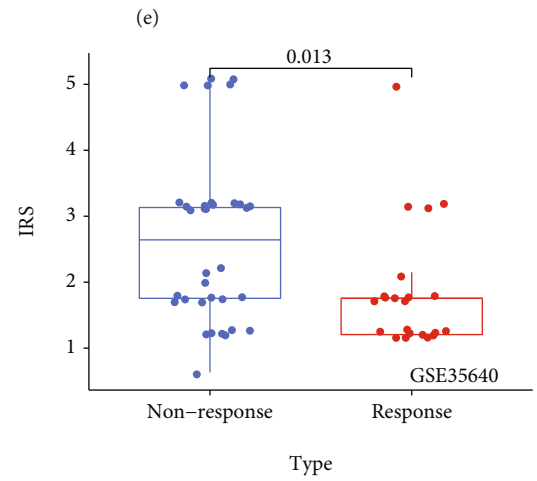 (e)
0.013
5
4
3
2
1
IRS
GSE35640
Non−response
Response
Type